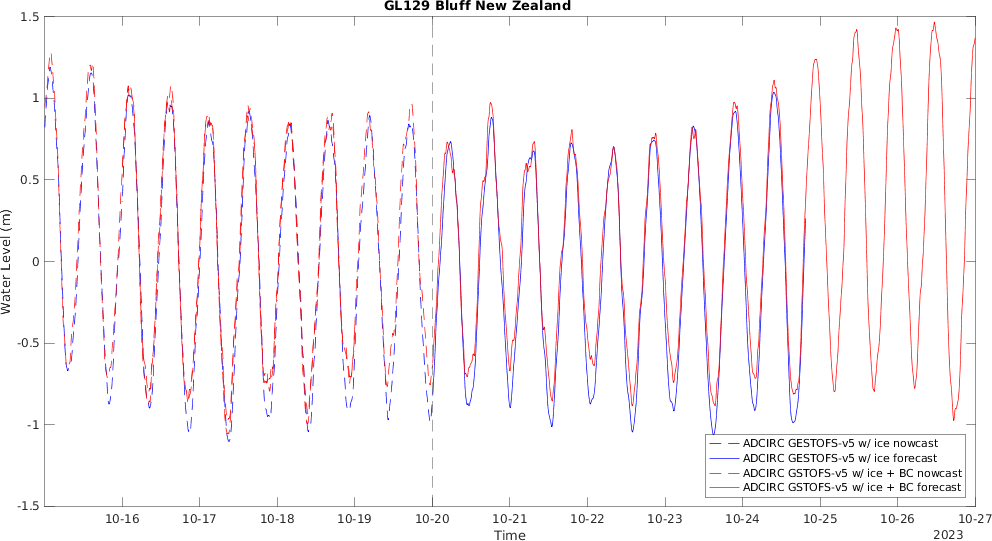 GL129 Bluff New Zealand
Water Level (m)
1.5
1
0.5
0
-0.5
-1
-1.5
ADCIRC GESTOFS-v5 w/ ice nowcast
ADCIRC GESTOFS-v5 w/ ice forecast
ADCIRC GSTOFS-v5 w/ ice + BC nowcast
ADCIRC GSTOFS-v5 w/ ice + BC forecast
10-16 10-17 10-18 10-19 10-20 10-21 10-22 10-23 10-24 10-25 10-26 10-27
Time
2023